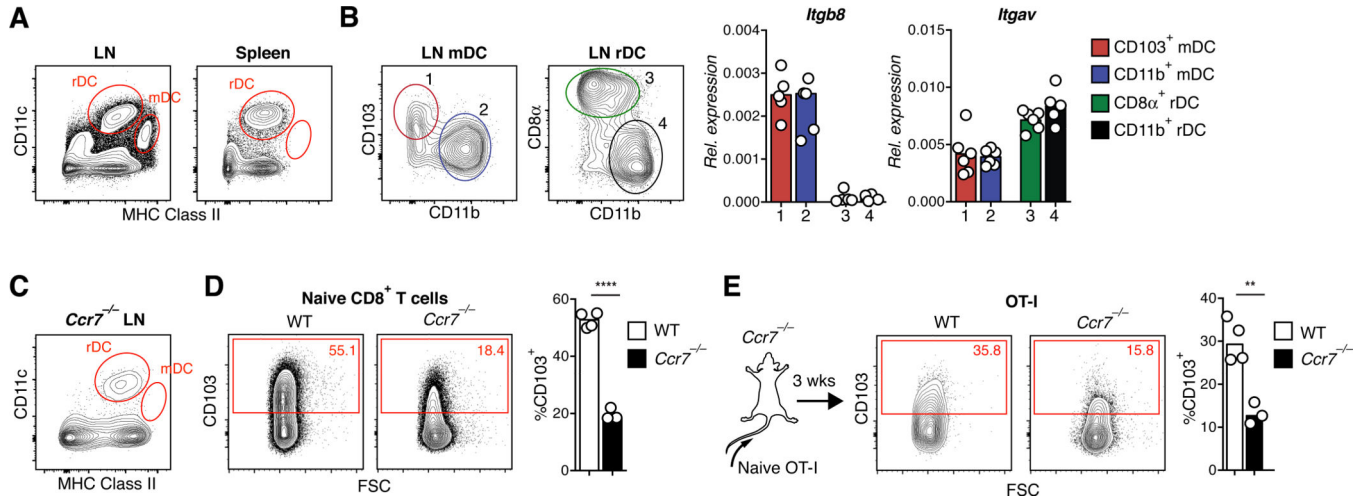 A
LN
Spleen
rDC
mDC
rDC
CD11c
MHC Class II
B
LN mDC
LN rDC
1
2
3
4
CD103
CD8α
CD11b
CD11b
Itgb8
Rel. expression
0.004
0.003
0.002
0.001
0.000
1 2 3 4
Itgav
Rel. expression
0.015
0.010
0.005
0.000
1 2 3 4
CD103+ mDC
CD11b+ mDC
CD8α+ rDC
CD11b+ rDC
C
Ccr7−/− LN
rDC
mDC
CD11c
MHC Class II
D
Naive CD8+ T cells
WT
Ccr7−/−
55.1
18.4
CD103
FSC
****
%CD103+
60
40
20
0
WT
Ccr7−/−
E
Ccr7−/−
3 wks
Naive OT-I
OT-I
WT
Ccr7−/−
35.8
15.8
CD103
FSC
**
%CD103+
40
30
20
10
0
WT
Ccr7−/−